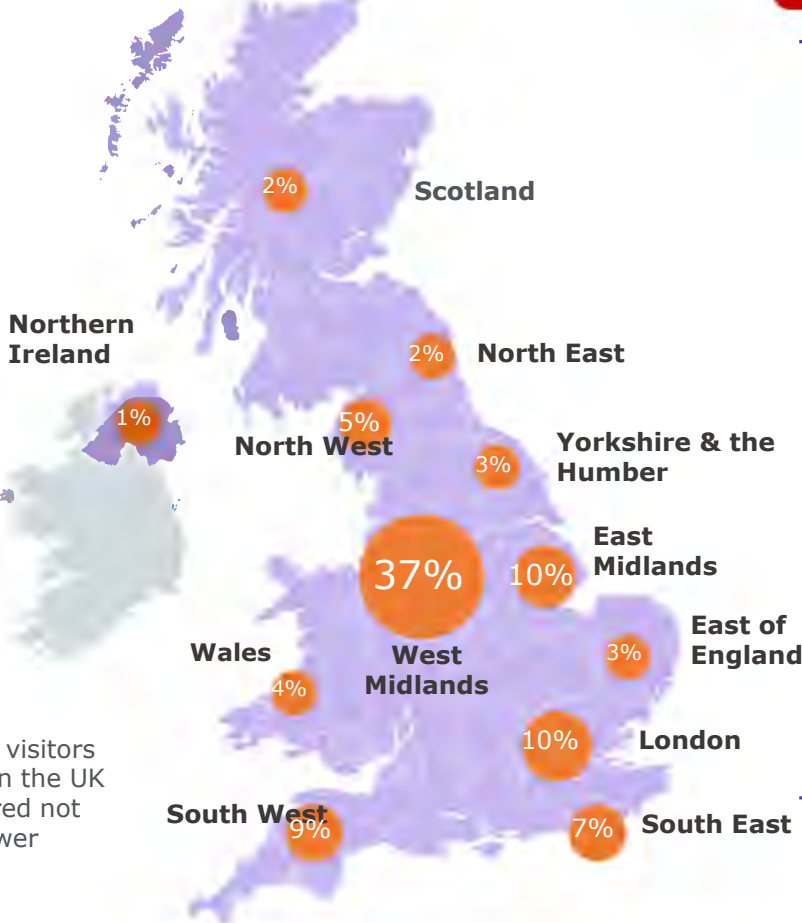 2%
Scotland
Northern
Ireland
2%
North East
1%
5%
North West
Yorkshire & the
Humber
3%
East
Midlands
37%
10%
West
Midlands
East of
England
3%
Wales
4%
10%
London
visitors
n the UK
red not
wer
South West
9%
7%
South East